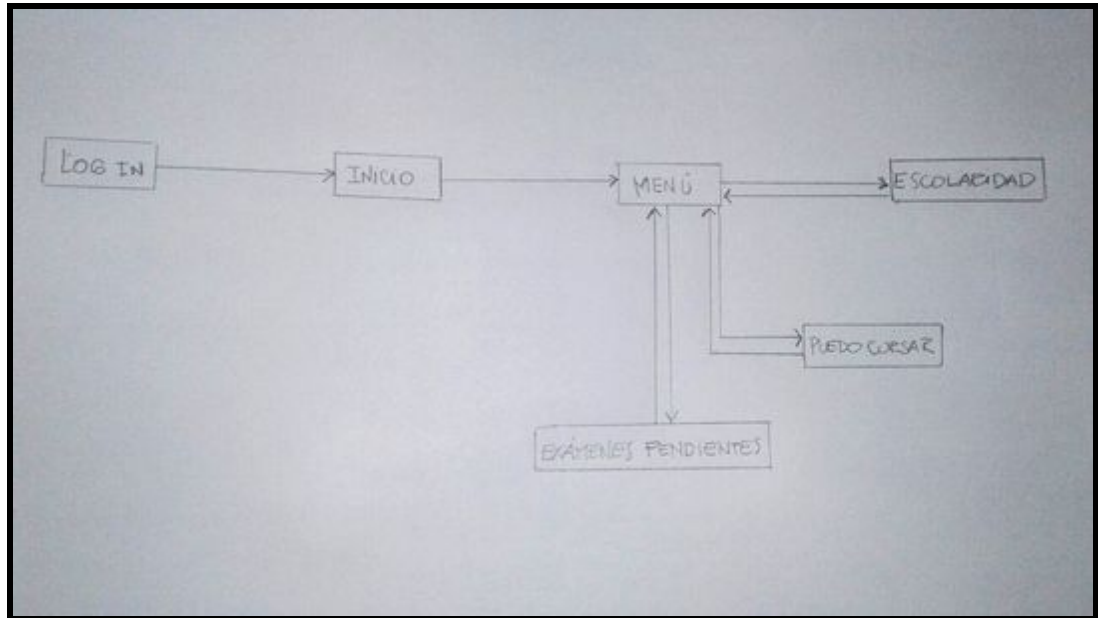 LOG IN
INICIO
MENÚ
ESCOLARIDAD
PUEDO CURSAR
EXÁMENES PENDIENTES